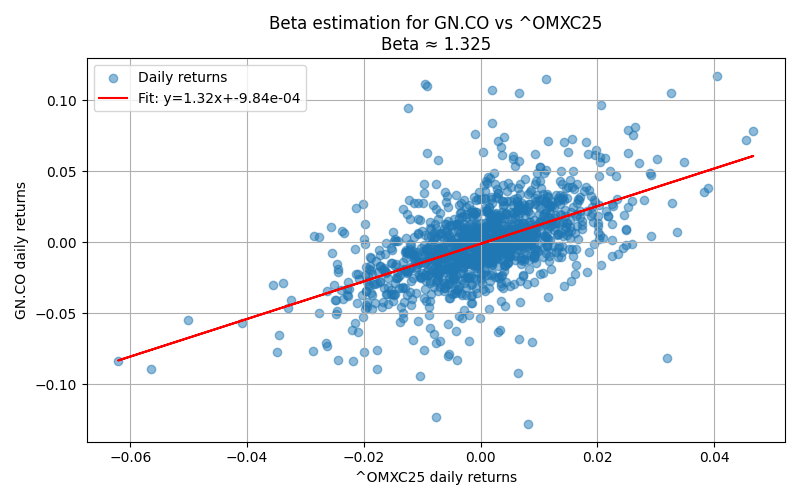 Beta estimation for GN.CO vs ^OMXC25
Beta ≈ 1.325
Daily returns
Fit: y=1.32x+-9.84e-04
GN.CO daily returns
0.10
0.05
0.00
−0.05
−0.10
−0.06
−0.04
−0.02
0.00
0.02
0.04
^OMXC25 daily returns